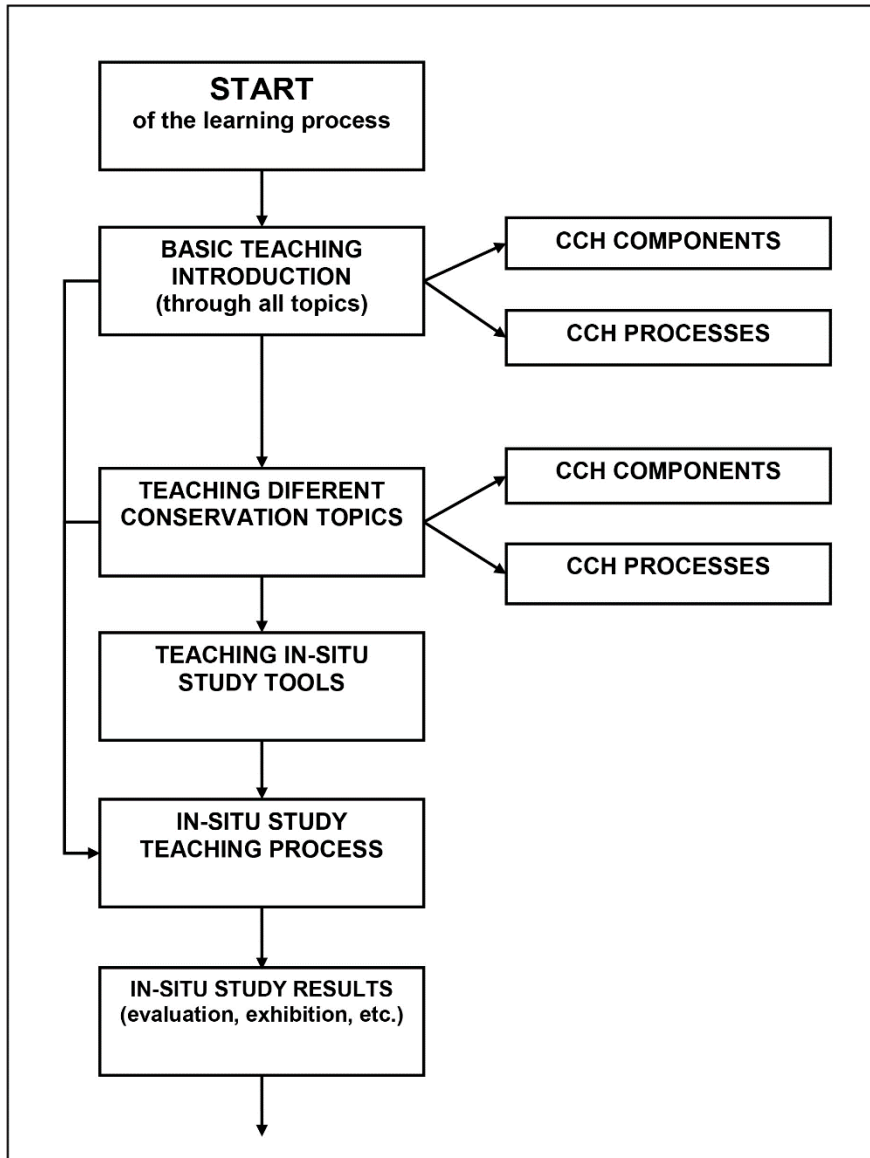 START
of the learning process
BASIC TEACHING
INTRODUCTION
(through all topics)
CCH COMPONENTS
CCH PROCESSES
TEACHING DIFERENT
CONSERVATION TOPICS
CCH COMPONENTS
CCH PROCESSES
TEACHING IN-SITU
STUDY TOOLS
IN-SITU STUDY
TEACHING PROCESS
IN-SITU STUDY RESULTS
(evaluation, exhibition, etc.)